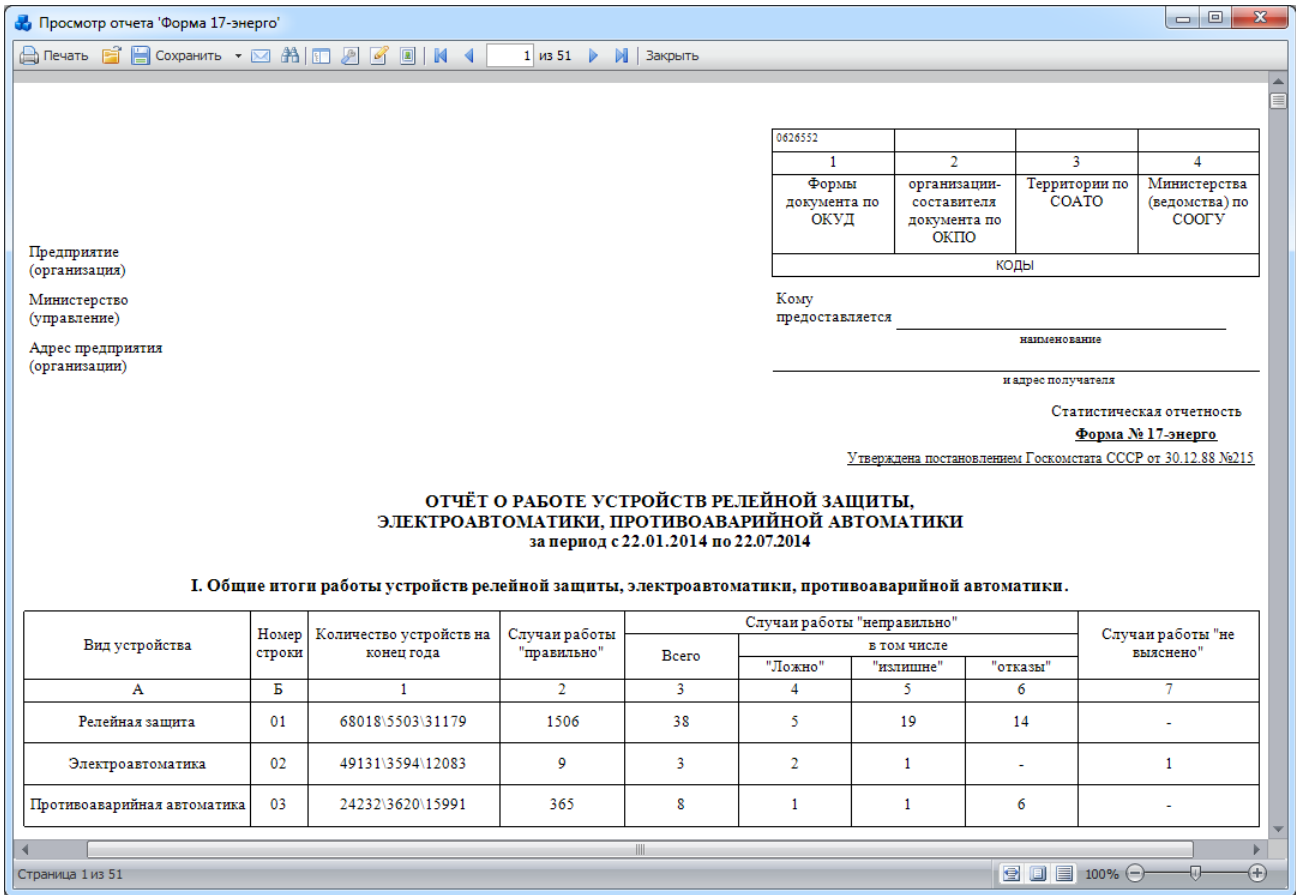 Просмотр отчета 'Форма 17-энерго'
Печать Сохранить 1 из 51 Закрыть
0626552
1 2 3 4
Формы документа по ОКУД
организации-составителя документа по ОКПО
Территории по СОАТО
Министерства (ведомства) по СООГУ
КОДЫ
Предприятие
(организация)
Министерство
(управление)
Адрес предприятия
(организации)
Кому
предоставляется
наименование
и адрес получателя
Статистическая отчетность
Форма № 17-энерго
Утверждена постановлением Госкомстата СССР от 30.12.88 №215
ОТЧЁТ О РАБОТЕ УСТРОЙСТВ РЕЛЕЙНОЙ ЗАЩИТЫ,
ЭЛЕКТРОАВТОМАТИКИ, ПРОТИВОАВАРИЙНОЙ АВТОМАТИКИ
за период с 22.01.2014 по 22.07.2014
I. Общие итоги работы устройств релейной защиты, электроавтоматики, противоаварийной автоматики.
Вид устройства
Номер строки
Количество устройств на конец года
Случаи работы "правильно"
Случаи работы "неправильно"
Всего
в том числе
"Ложно" "излишне" "отказы"
Случаи работы "не выяснено"
А Б 1 2 3 4 5 6 7
Релейная защита 01 68018\5503\31179 1506 38 5 19 14 -
Электроавтоматика 02 49131\3594\12083 9 3 2 1 - 1
Противоаварийная автоматика 03 24232\3620\15991 365 8 1 1 6 -
Страница 1 из 51 100%